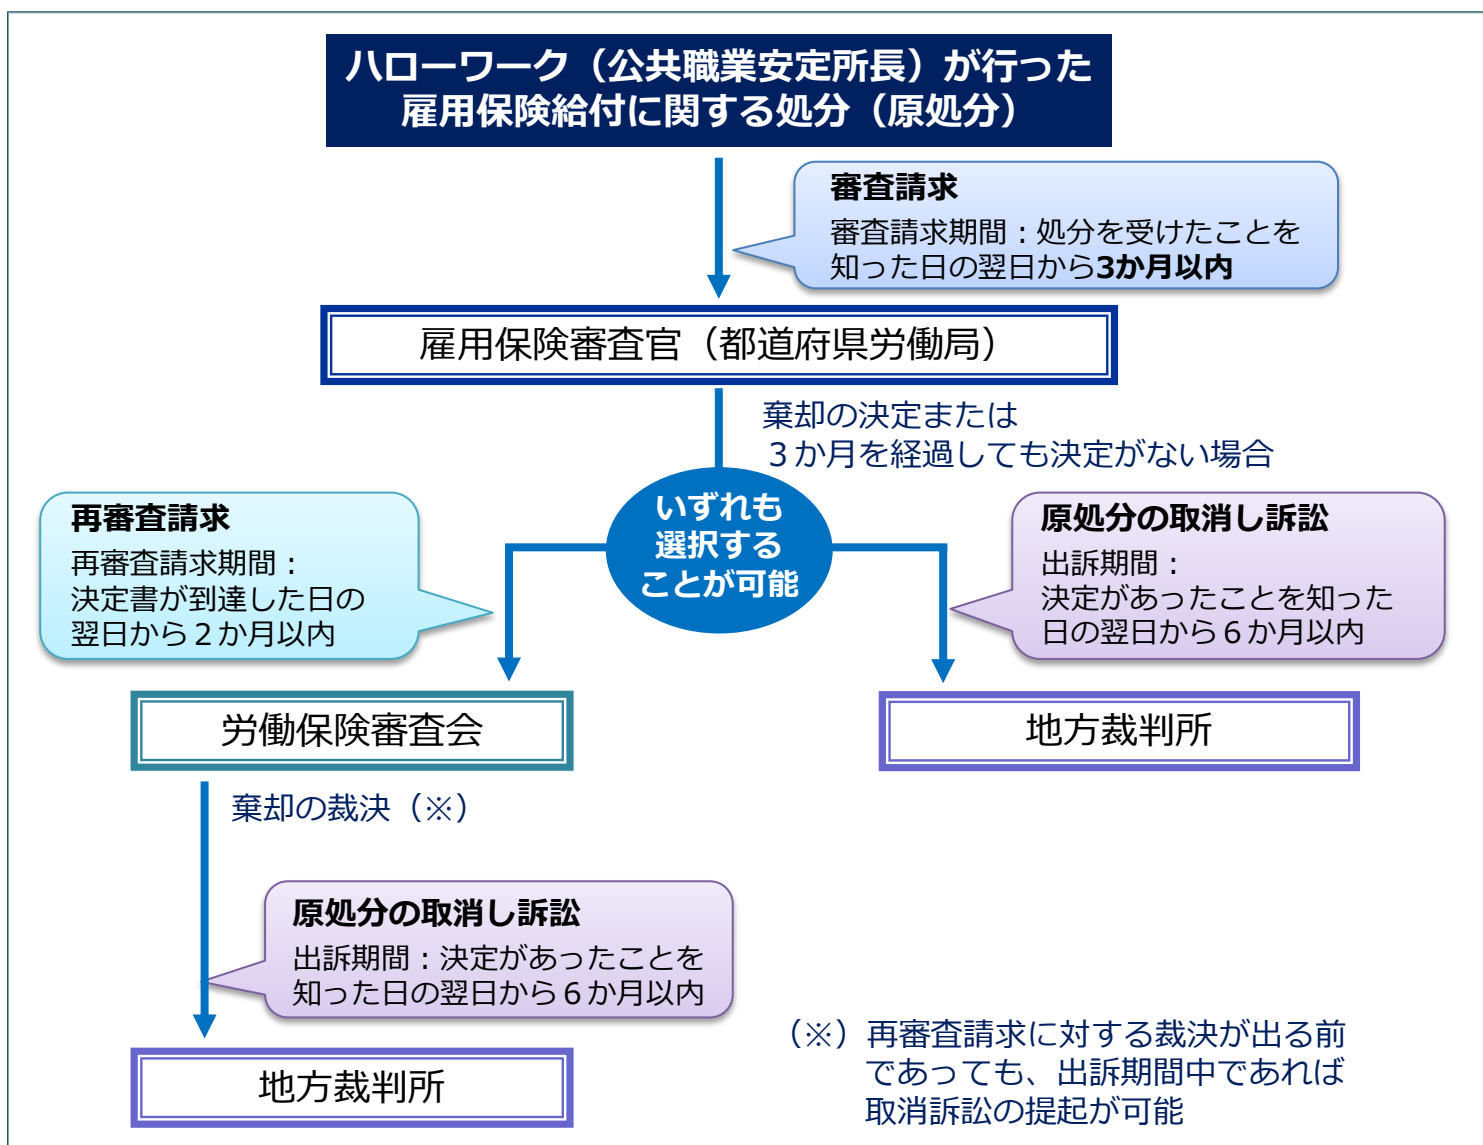 ハローワーク（公共職業安定所長）が行った
雇用保険給付に関する処分（原処分）
審査請求
審査請求期間：処分を受けたことを
知った日の翌日から3か月以内
雇用保険審査官（都道府県労働局）
棄却の決定または
３か月を経過しても決定がない場合
いずれも
選択する
ことが可能
再審査請求
再審査請求期間：
決定書が到達した日の
翌日から２か月以内
原処分の取消し訴訟
出訴期間：
決定があったことを知った
日の翌日から６か月以内
労働保険審査会
地方裁判所
棄却の裁決（※）
原処分の取消し訴訟
出訴期間：決定があったことを
知った日の翌日から６か月以内
地方裁判所
（※）再審査請求に対する裁決が出る前
であっても、出訴期間中であれば
取消訴訟の提起が可能